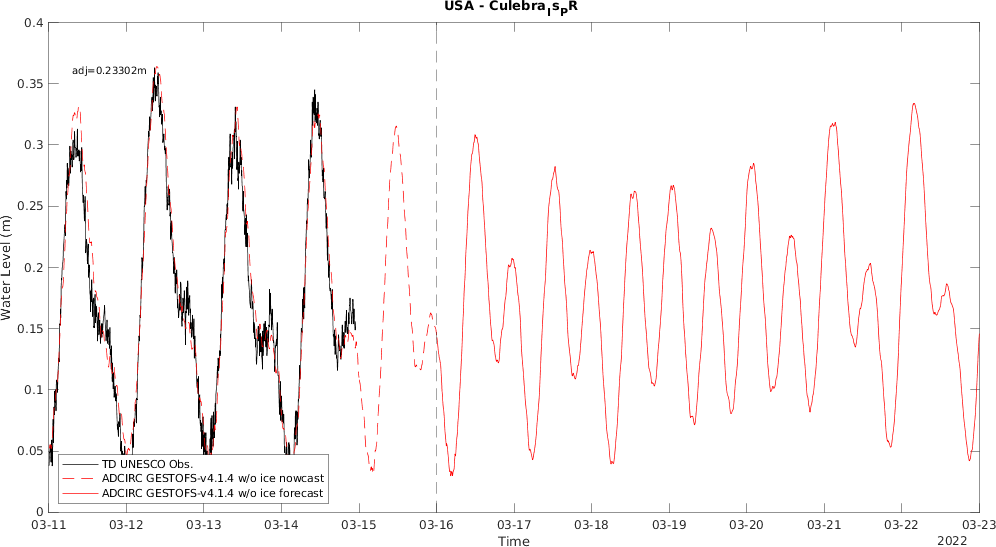 USA - Culebra_Is_PR
adj=0.23302m
Water Level (m)
0.4
0.35
0.3
0.25
0.2
0.15
0.1
0.05
0
TD UNESCO Obs.
ADCIRC GESTOFS-v4.1.4 w/o ice nowcast
ADCIRC GESTOFS-v4.1.4 w/o ice forecast
03-11 03-12 03-13 03-14 03-15 03-16 03-17 03-18 03-19 03-20 03-21 03-22 03-23
Time
2022